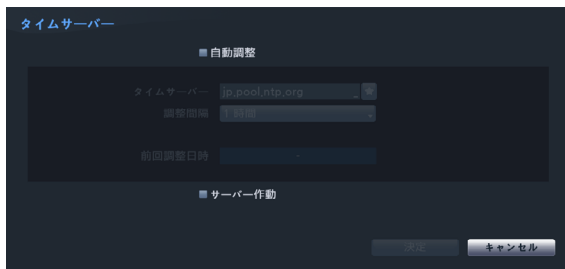 タイムサーバー
自動調整
タイムサーバー jp.pool.ntp.org
調整間隔 1 時間
前回調整日時 -
サーバー作動
決定 キャンセル